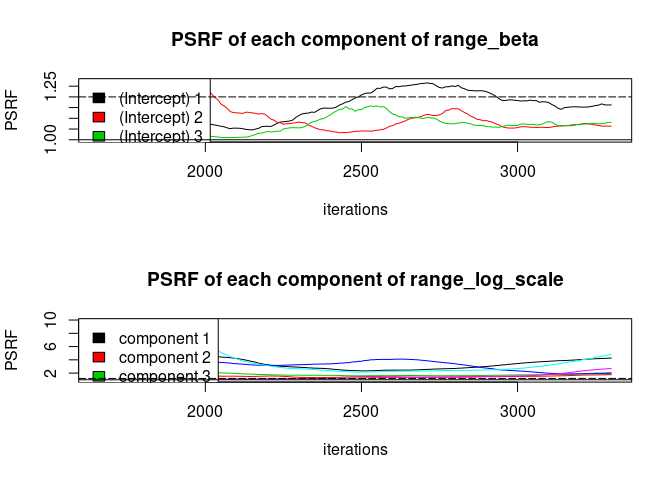 PSRF of each component of range_beta
PSRF
1.25
1.00
(Intercept) 1
(Intercept) 2
(Intercept) 3
2000 2500 3000
iterations
PSRF of each component of range_log_scale
PSRF
10
6
2
component 1
component 2
component 3
2000 2500 3000
iterations